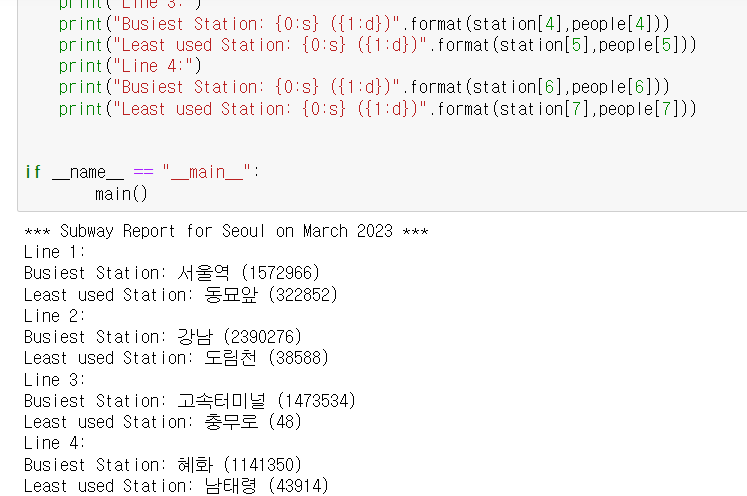 print("Line 3:")
print("Busiest Station: {0:s} ({1:d})".format(station[4],people[4]))
print("Least used Station: {0:s} ({1:d})".format(station[5],people[5]))
print("Line 4:")
print("Busiest Station: {0:s} ({1:d})".format(station[6],people[6]))
print("Least used Station: {0:s} ({1:d})".format(station[7],people[7]))
if __name__ == "__main__":
main()
*** Subway Report for Seoul on March 2023 ***
Line 1:
Busiest Station: 서울역 (1572966)
Least used Station: 동묘앞 (322852)
Line 2:
Busiest Station: 강남 (2390276)
Least used Station: 도림천 (38588)
Line 3:
Busiest Station: 고속터미널 (1473534)
Least used Station: 충무로 (48)
Line 4:
Busiest Station: 혜화 (1141350)
Least used Station: 남태령 (43914)